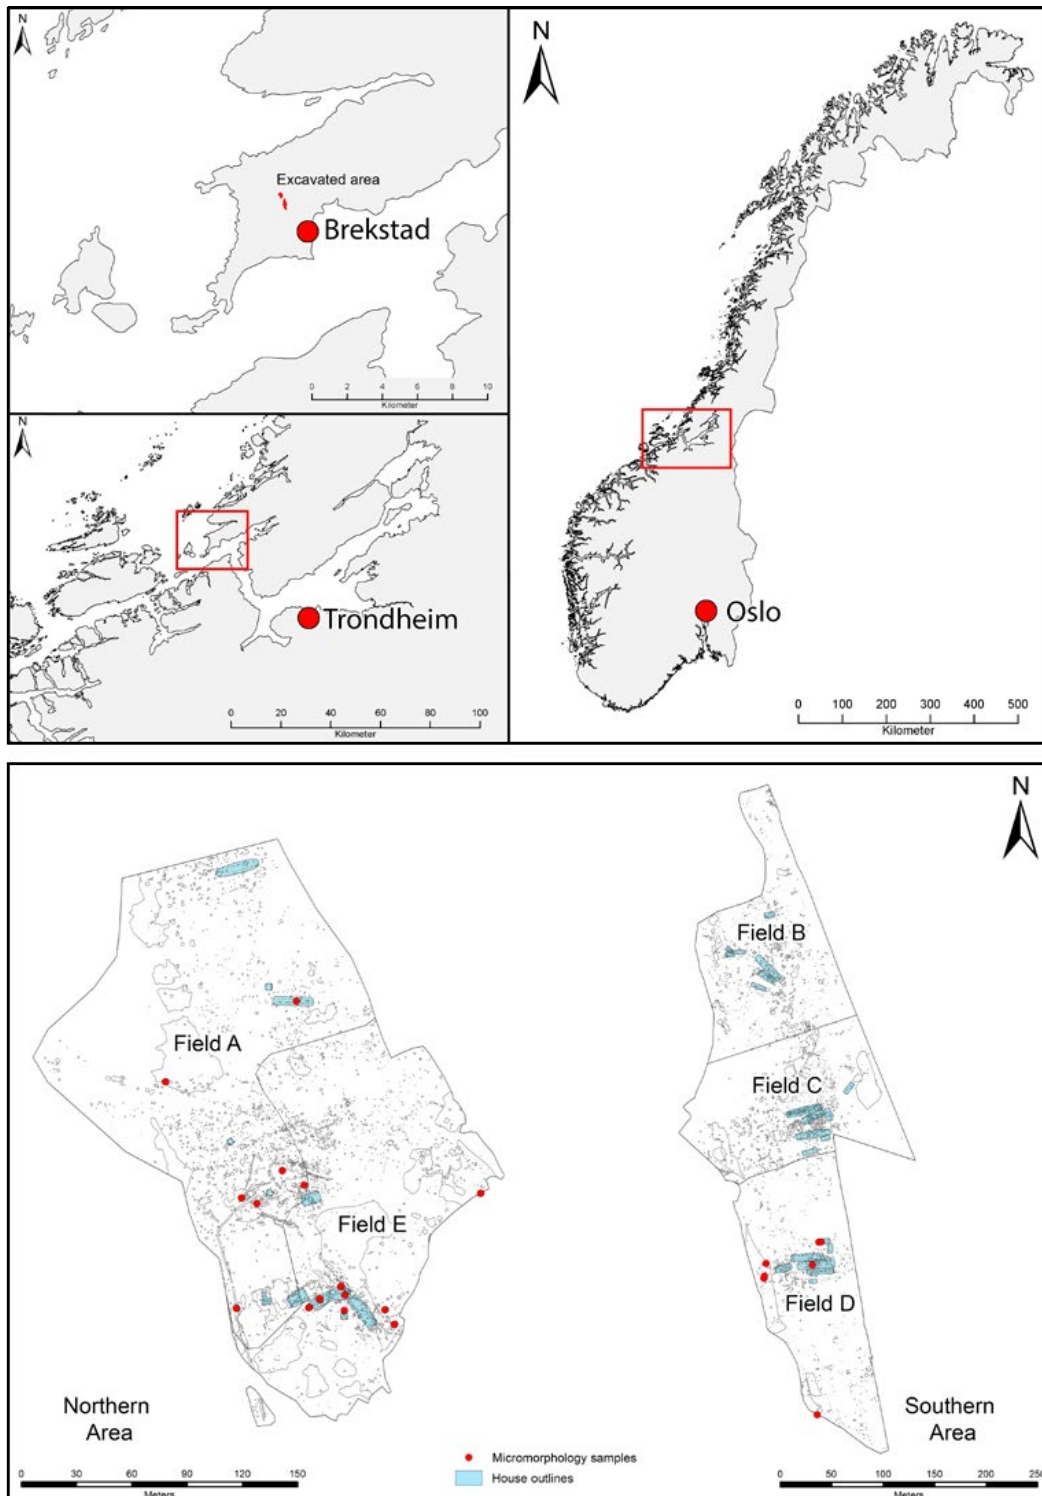 N
Excavated area
Brekstad
0 2 4 6 8 10
Kilometer
N
Trondheim
0 20 40 60 80 100
Kilometer
N
Oslo
0 100 200 300 400 500
Kilometer
N
Field A
Field E
Field B
Field C
Field D
Northern
Area
Southern
Area
Micromorphology samples
House outlines
0 30 60 90 120 150
Meters
0 50 100 150 200 250
Meters